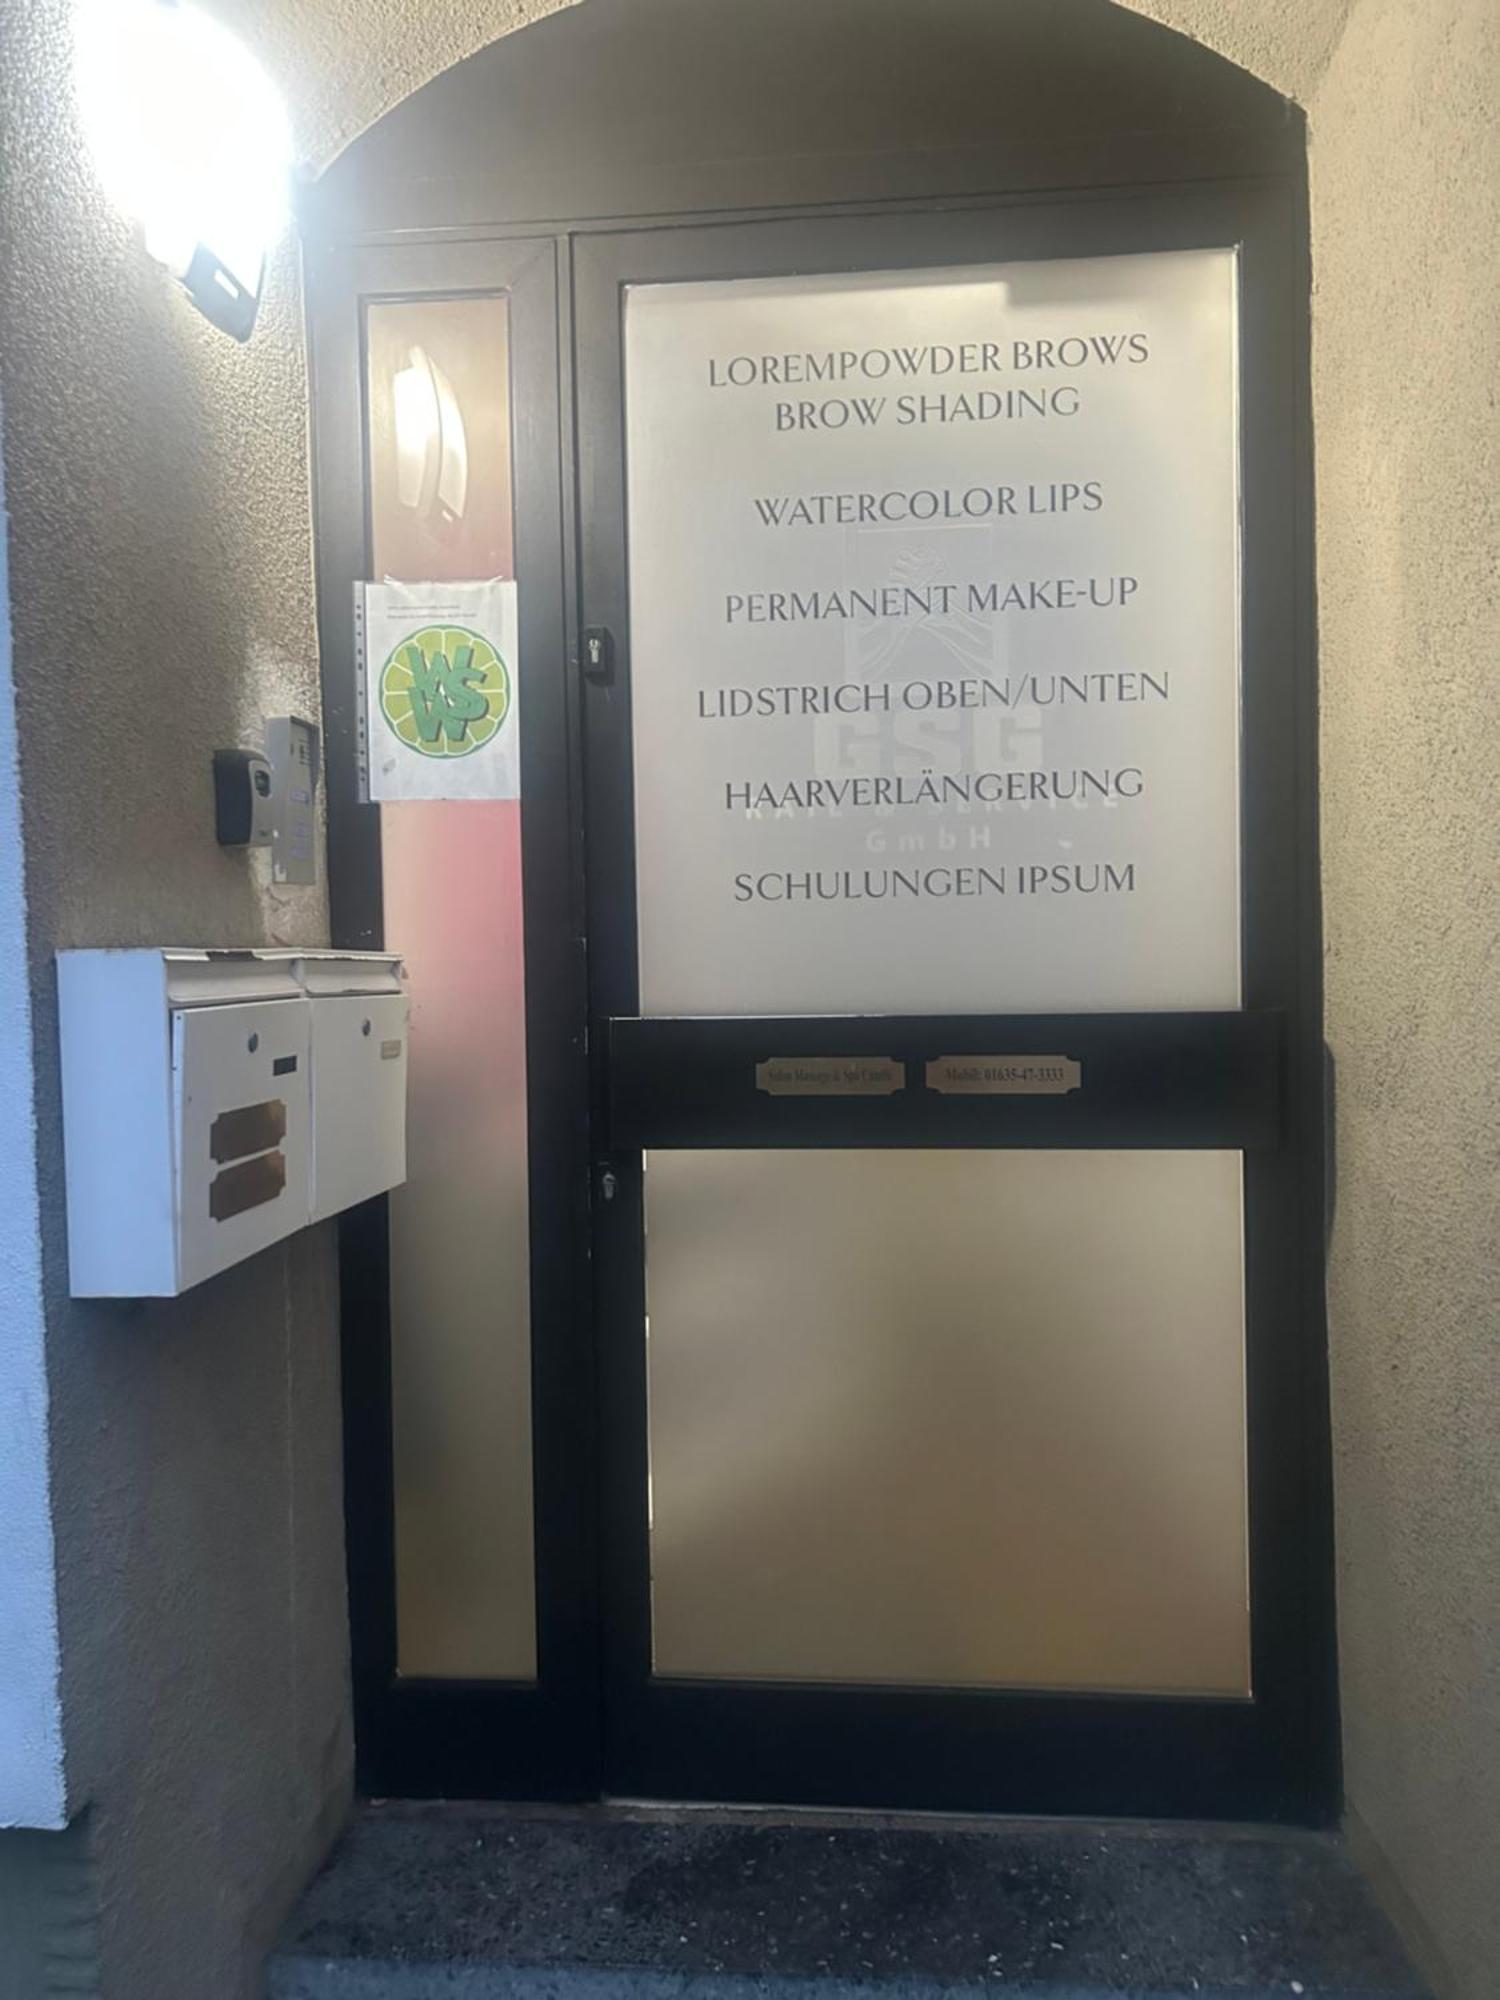 LOREMPOWDER BROWS
BROW SHADING
WATERCOLOR LIPS
PERMANENT MAKE-UP
LIDSTRICH OBEN/UNTEN
GSG
HAARVERLÄNGERUNG
GmbH
SCHULUNGEN IPSUM
WSW
Mobil: 01635-47-3333